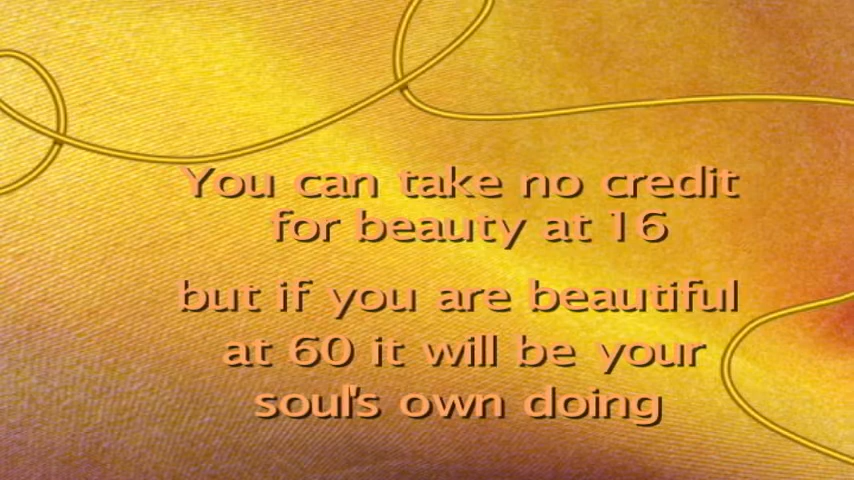 You can take no credit
for beauty at 16
but if you are beautiful
at 60 it will be your
soul's own doing